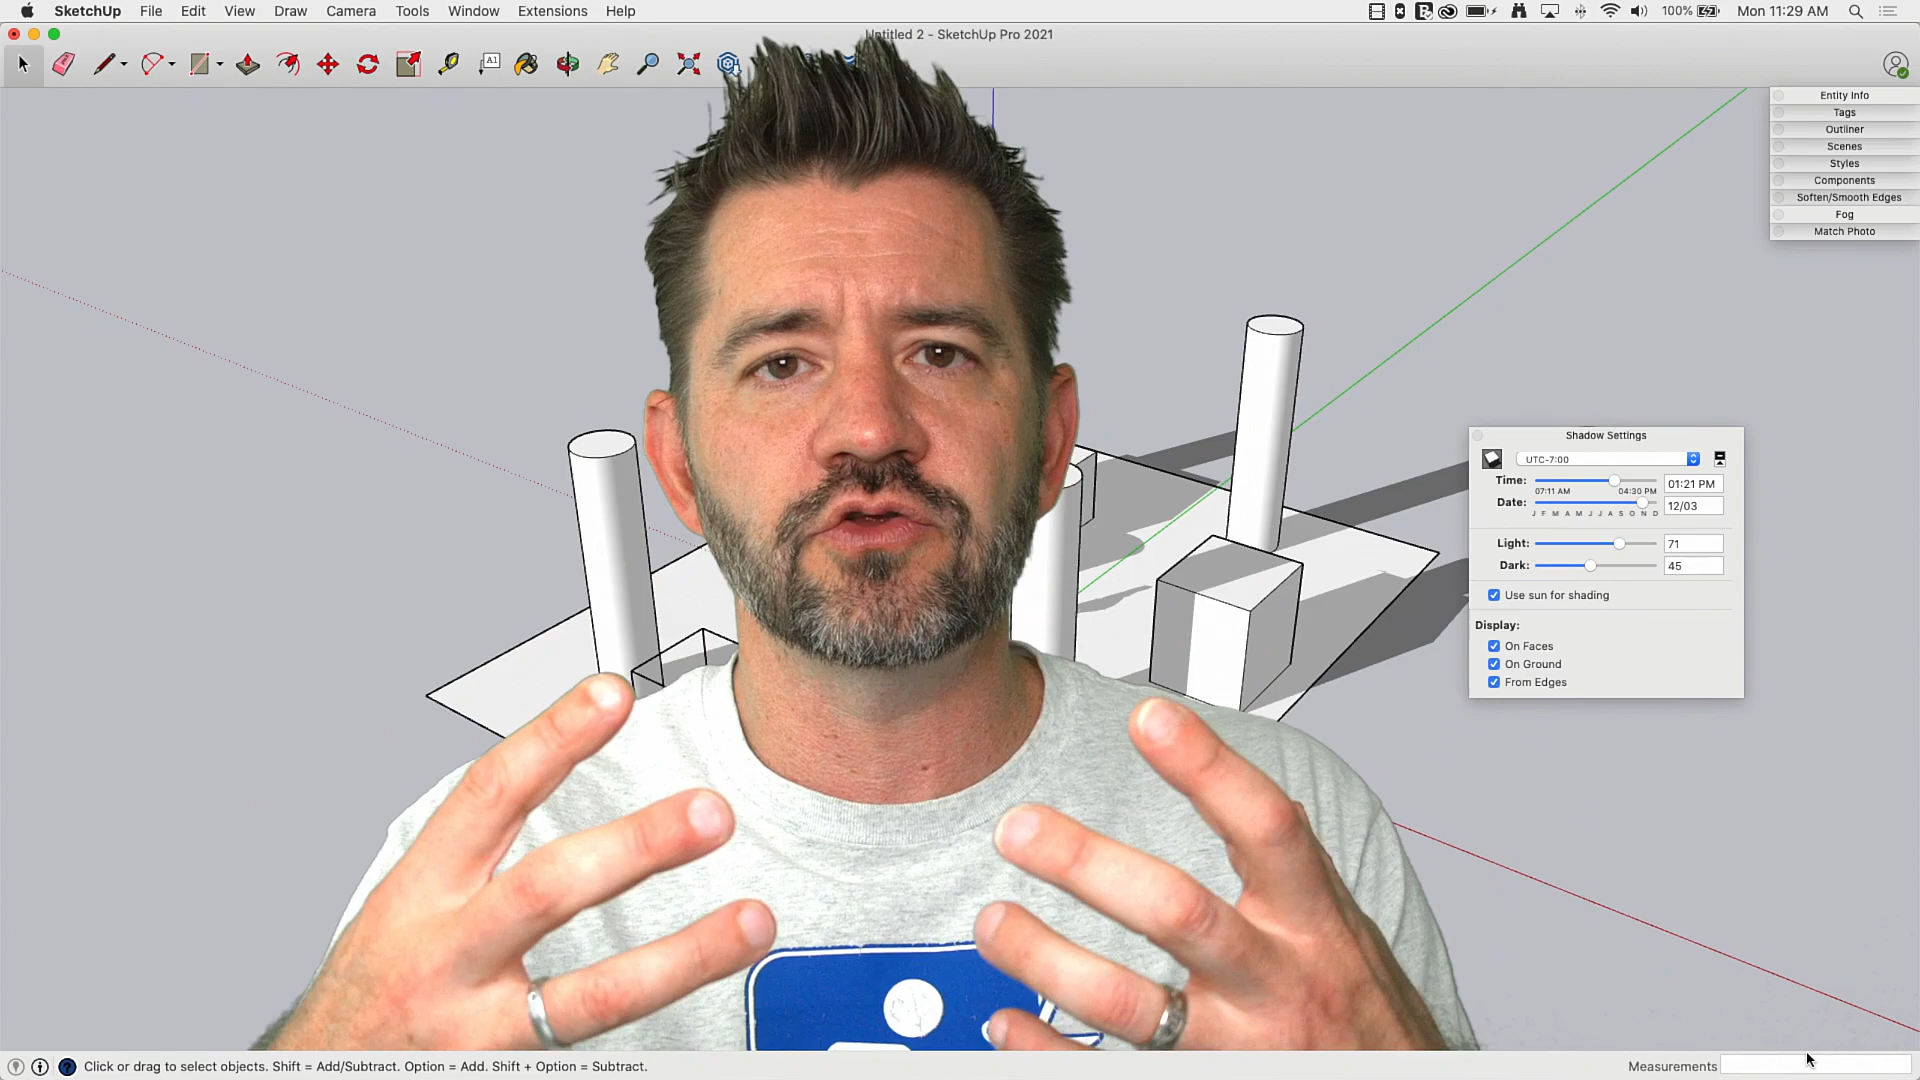 SketchUp File Edit View Draw Camera Tools Window Extensions Help 100% Mon 11:29 AM
Untitled 2 - SketchUp Pro 2021
A1
Entity Info
Tags
Outliner
Scenes
Styles
Components
Soften/Smooth Edges
Fog
Match Photo
Shadow Settings
UTC-7:00
Time: 01:21 PM
07:11 AM 04:30 PM
Date: 12/03
J F M A M J J A S O N D
Light: 71
Dark: 45
Use sun for shading
Display:
On Faces
On Ground
From Edges
Click or drag to select objects. Shift = Add/Subtract. Option = Add. Shift + Option = Subtract.
Measurements